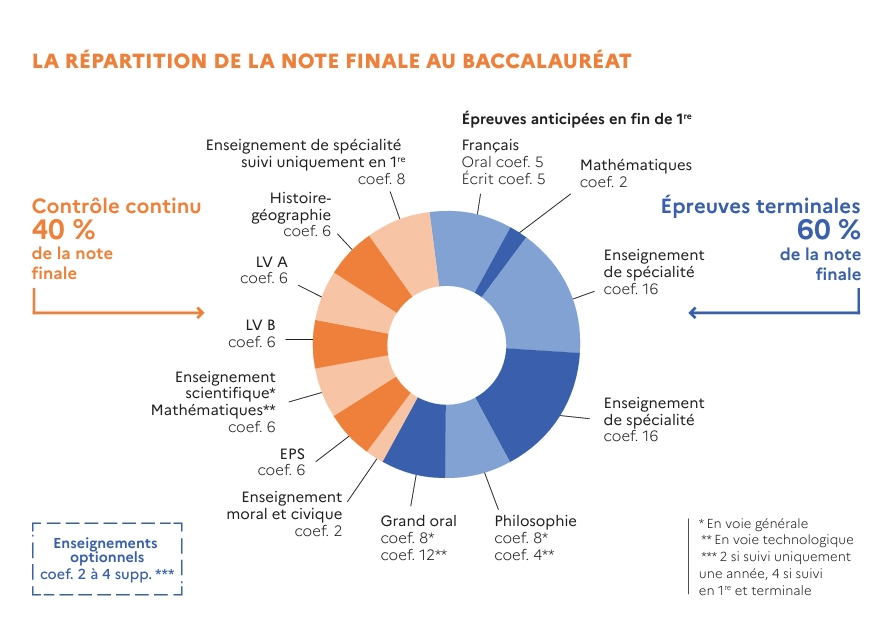 LA RÉPARTITION DE LA NOTE FINALE AU BACCALAURÉAT
Épreuves anticipées en fin de 1re
Français
Oral coef. 5
Écrit coef. 5
Mathématiques
coef. 2
Enseignement de spécialité
suivi uniquement en 1re
coef. 8
Histoire-
géographie
coef. 6
LV A
coef. 6
LV B
coef. 6
Enseignement
scientifique*
Mathématiques**
coef. 6
EPS
coef. 6
Enseignement
moral et civique
coef. 2
Contrôle continu
40 %
de la note
finale
Épreuves terminales
60 %
de la note
finale
Enseignement
de spécialité
coef. 16
Enseignement
de spécialité
coef. 16
Grand oral
coef. 8*
coef. 12**
Philosophie
coef. 8*
coef. 4**
Enseignements
optionnels
coef. 2 à 4 supp. ***
* En voie générale
** En voie technologique
*** 2 si suivi uniquement
une année, 4 si suivi
en 1re et terminale